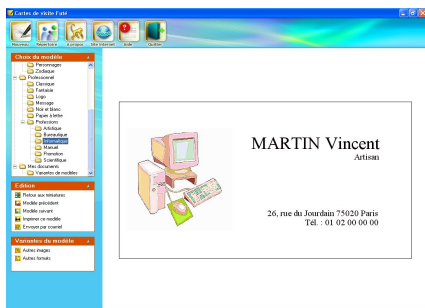 Cartes de visite Futé
Nouveau Répertoire A propos Site Internet Aide Quitter
Choix du modèle
Personnages
Zodiaque
Professionnel
Classique
Fantaisie
Logo
Message
Noir et blanc
Papier à lettre
Professions
Artistique
Bureautique
Informatique
Manuel
Promotion
Scientifique
Mes documents
Variantes de modèles
Edition
Retour aux miniatures
Modèle précédent
Modèle suivant
Imprimer ce modèle
Envoyer par courriel
Variantes de modèle
Autres images
Autres formats
MARTIN Vincent
Artisan
26, rue du Jourdain 75020 Paris
Tél. : 01 02 00 00 00